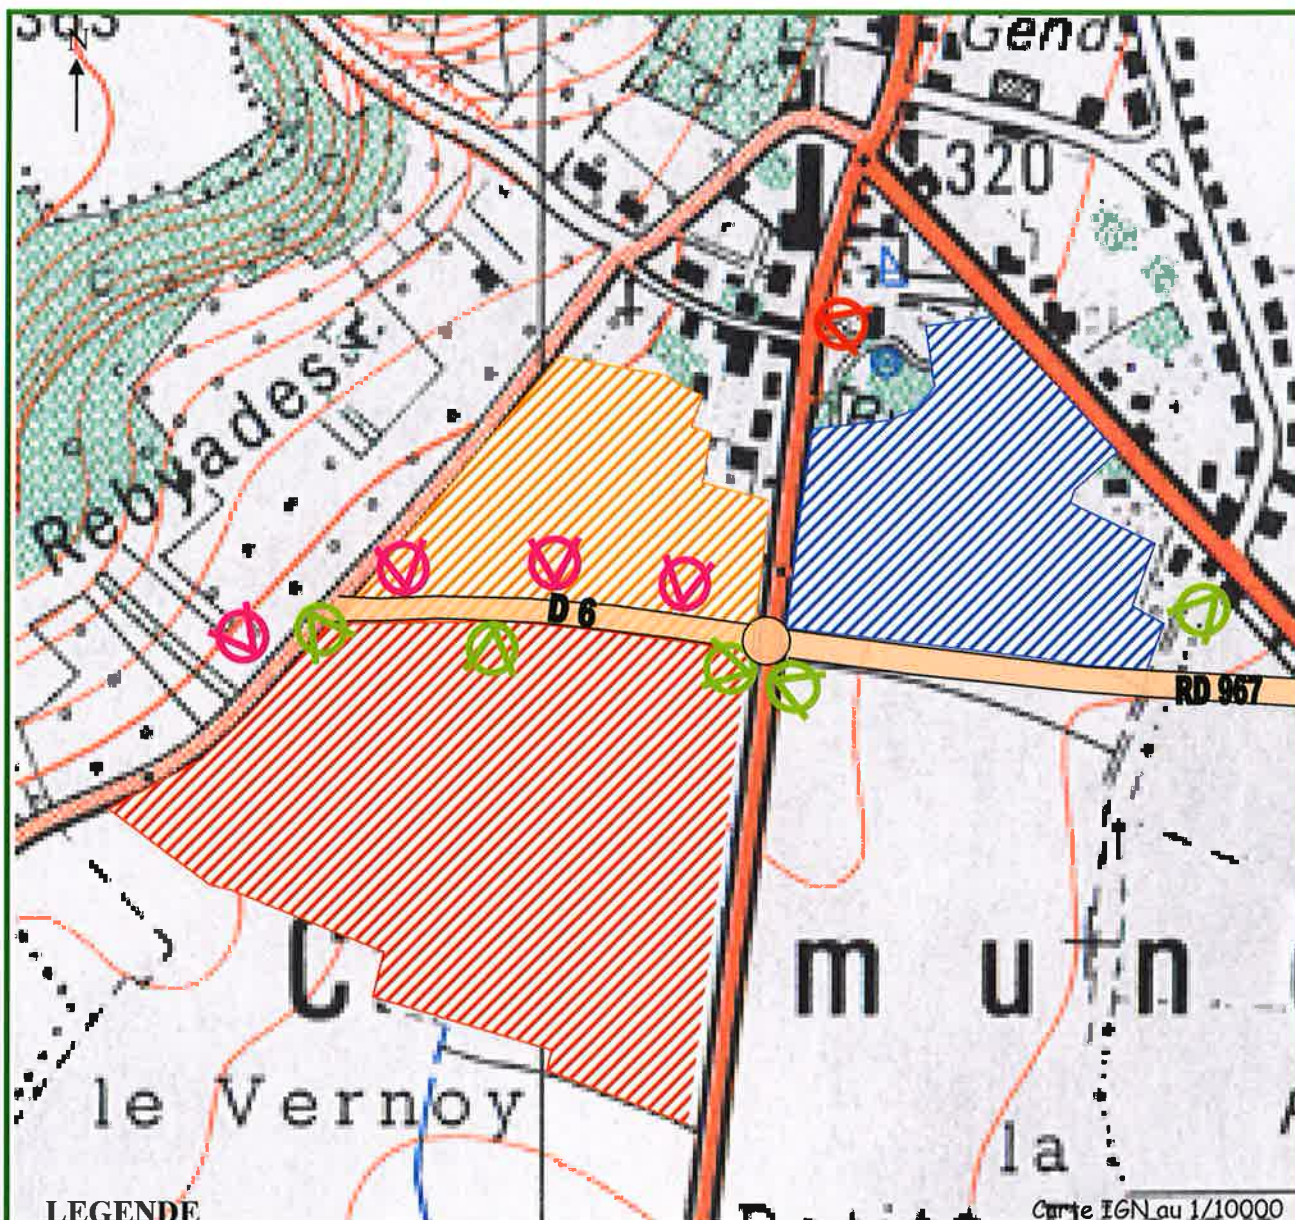 N
Gend.
320
Rebyades
D 6
RD 967
C m u n
le Vernoy
la
LEGENDE
Carte IGN au 1/10000